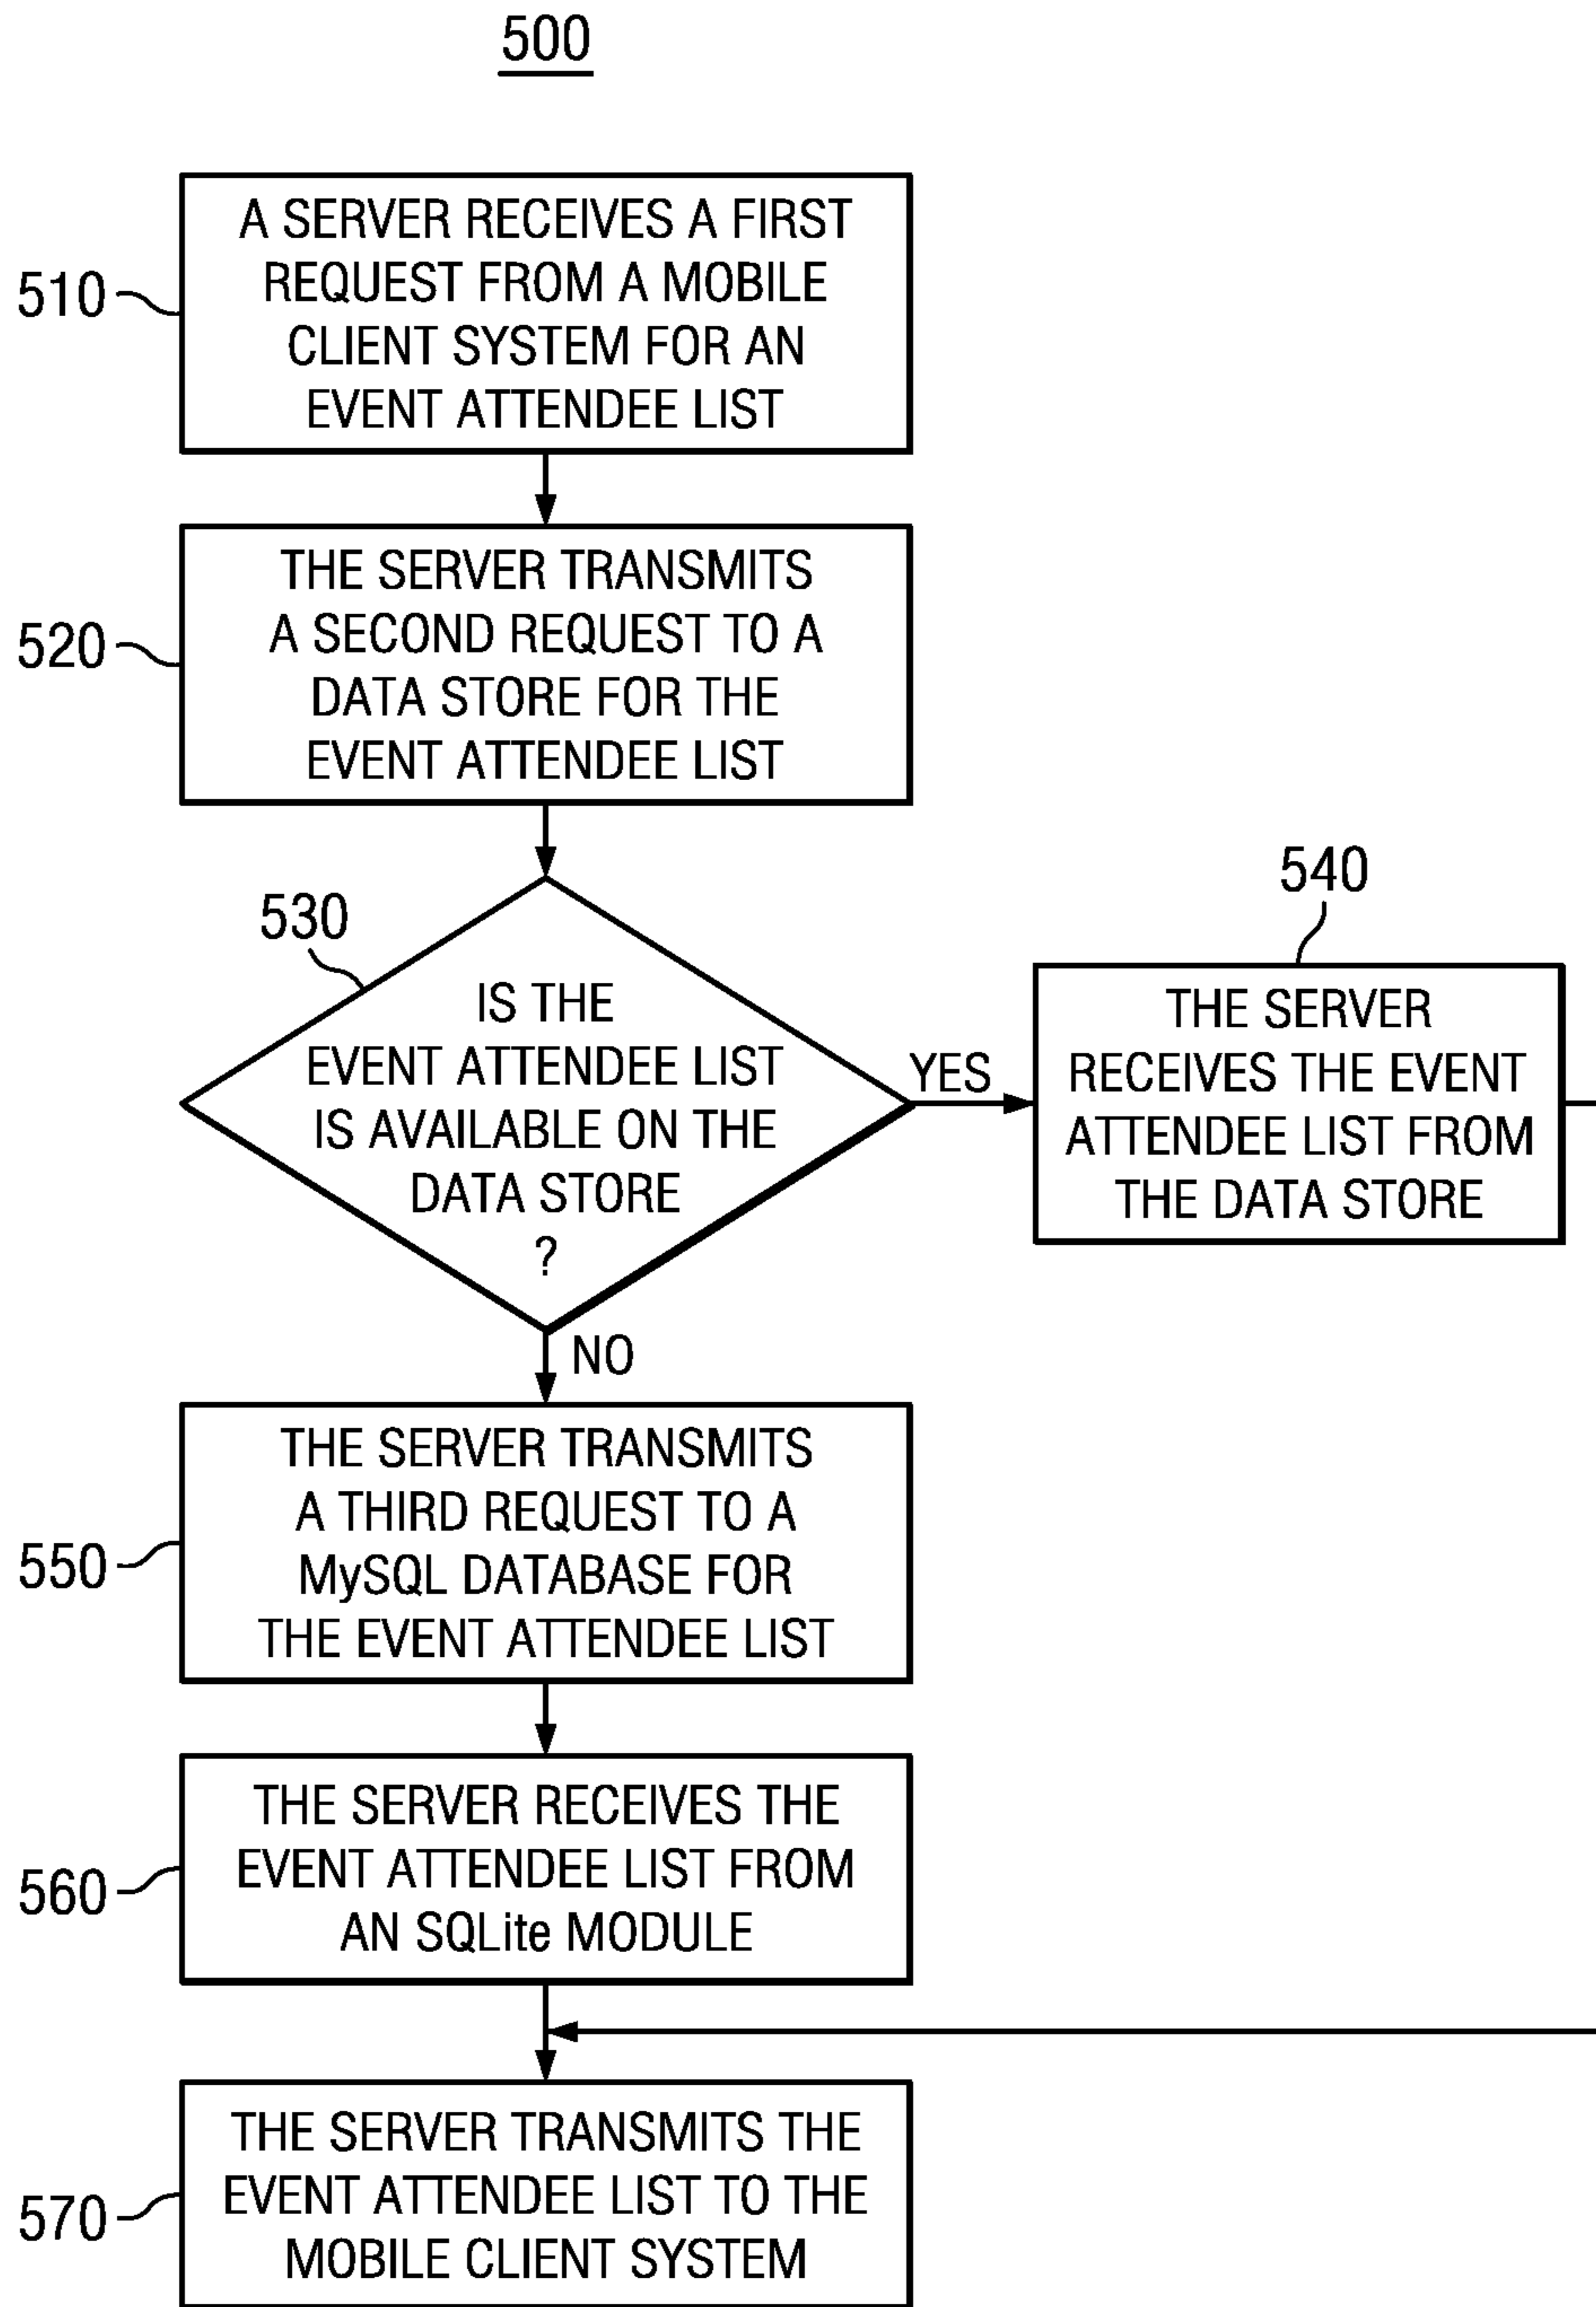 500
510
A SERVER RECEIVES A FIRST
REQUEST FROM A MOBILE
CLIENT SYSTEM FOR AN
EVENT ATTENDEE LIST
520
THE SERVER TRANSMITS
A SECOND REQUEST TO A
DATA STORE FOR THE
EVENT ATTENDEE LIST
530
IS THE
EVENT ATTENDEE LIST
IS AVAILABLE ON THE
DATA STORE
?
YES
540
THE SERVER
RECEIVES THE EVENT
ATTENDEE LIST FROM
THE DATA STORE
NO
550
THE SERVER TRANSMITS
A THIRD REQUEST TO A
MySQL DATABASE FOR
THE EVENT ATTENDEE LIST
560
THE SERVER RECEIVES THE
EVENT ATTENDEE LIST FROM
AN SQLite MODULE
570
THE SERVER TRANSMITS THE
EVENT ATTENDEE LIST TO THE
MOBILE CLIENT SYSTEM